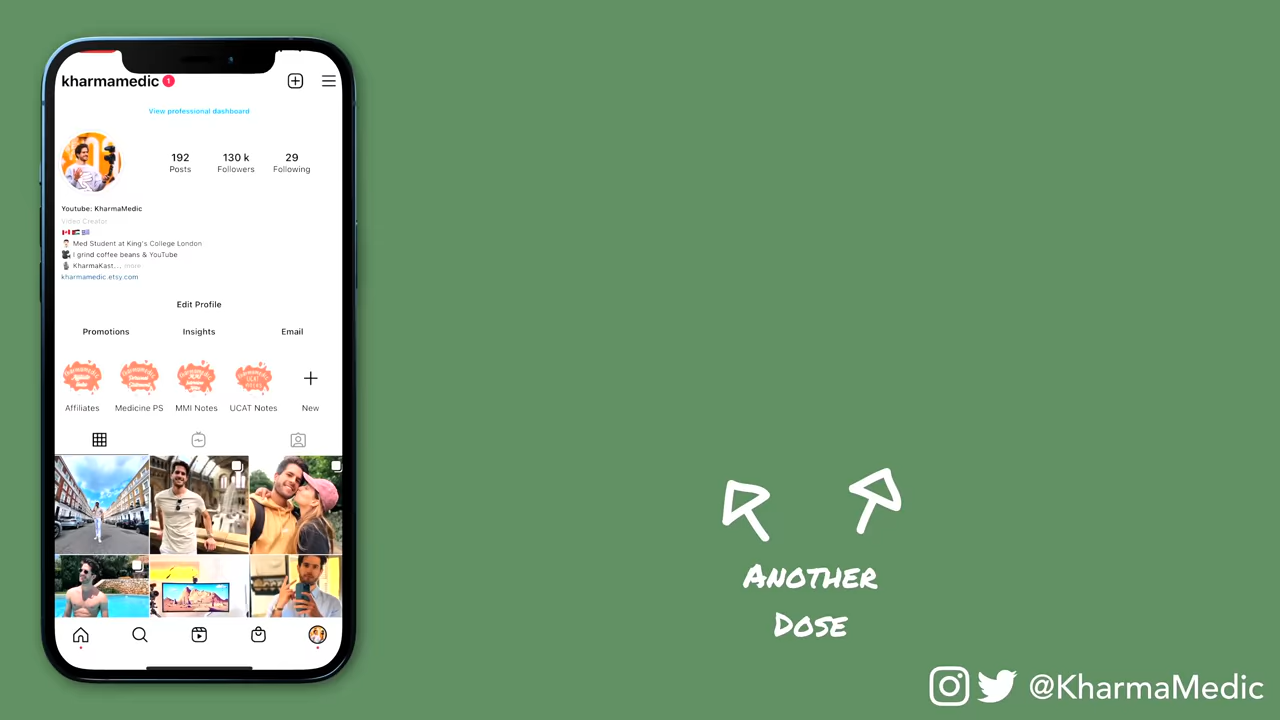 kharmamedic 1
View professional dashboard
192 130 k 29
Posts Followers Following
Youtube: KharmaMedic
Video Creator
Med Student at King's College London
I grind coffee beans & YouTube
KharmaKast... more
kharmamedic.etsy.com
Edit Profile
Promotions Insights Email
Affiliates Medicine PS MMI Notes UCAT Notes New
Another
Dose
@KharmaMedic